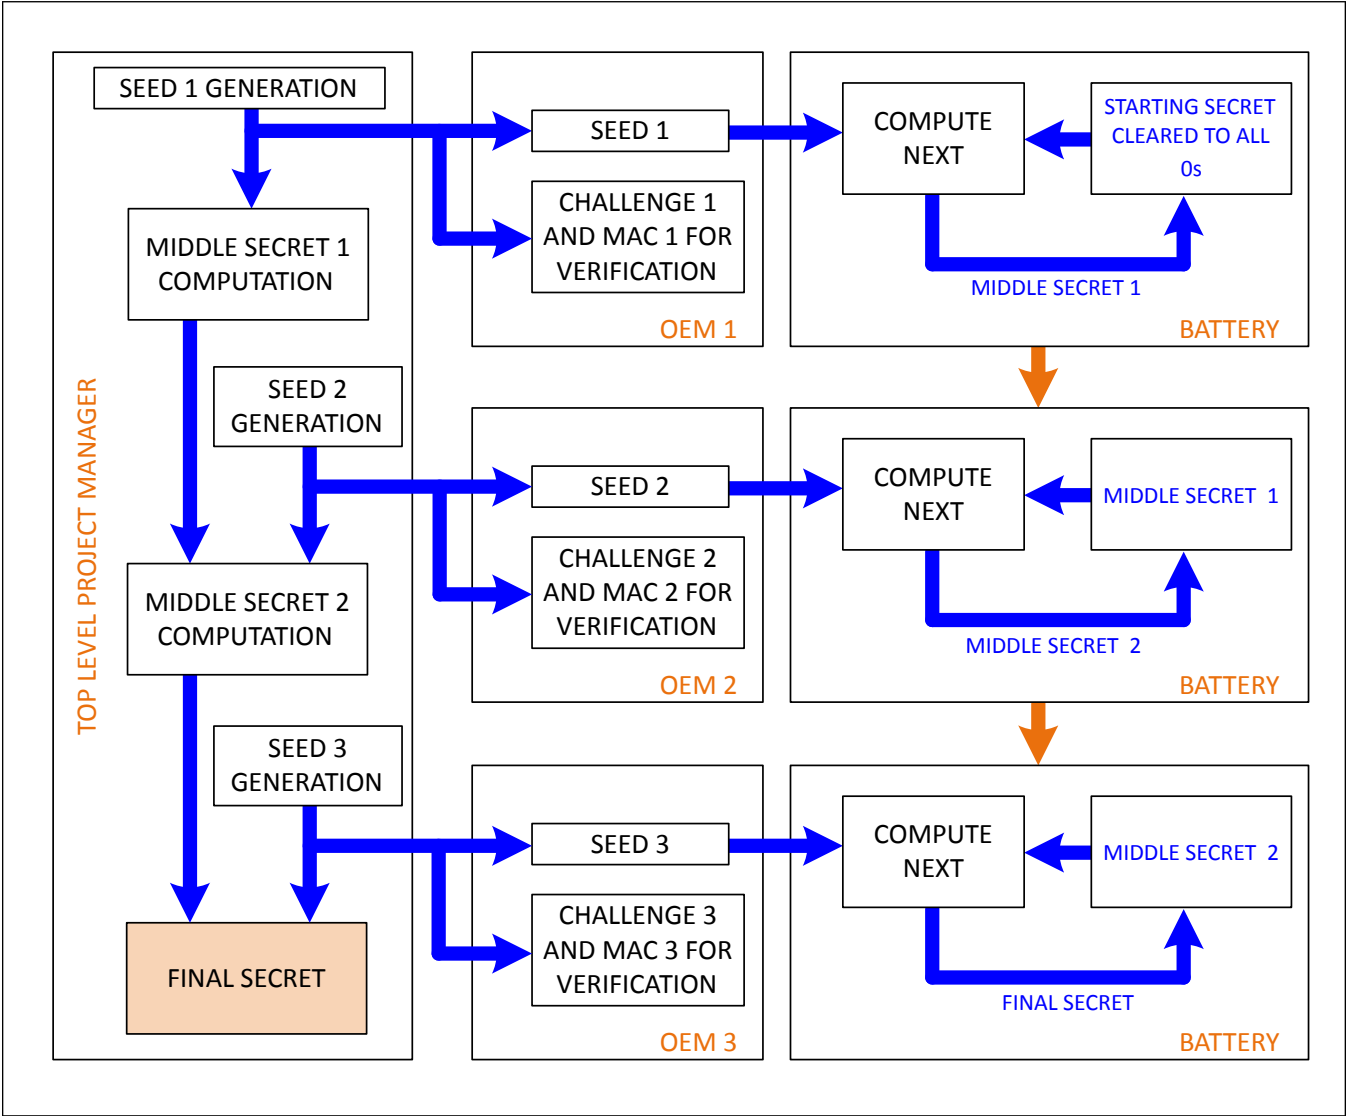 SEED 1 GENERATION
MIDDLE SECRET 1
COMPUTATION
SEED 2
GENERATION
MIDDLE SECRET 2
COMPUTATION
SEED 3
GENERATION
FINAL SECRET
TOP LEVEL PROJECT MANAGER
SEED 1
CHALLENGE 1
AND MAC 1 FOR
VERIFICATION
OEM 1
COMPUTE
NEXT
STARTING SECRET
CLEARED TO ALL
0s
MIDDLE SECRET 1
BATTERY
SEED 2
CHALLENGE 2
AND MAC 2 FOR
VERIFICATION
OEM 2
COMPUTE
NEXT
MIDDLE SECRET 1
MIDDLE SECRET 2
BATTERY
SEED 3
CHALLENGE 3
AND MAC 3 FOR
VERIFICATION
OEM 3
COMPUTE
NEXT
MIDDLE SECRET 2
FINAL SECRET
BATTERY